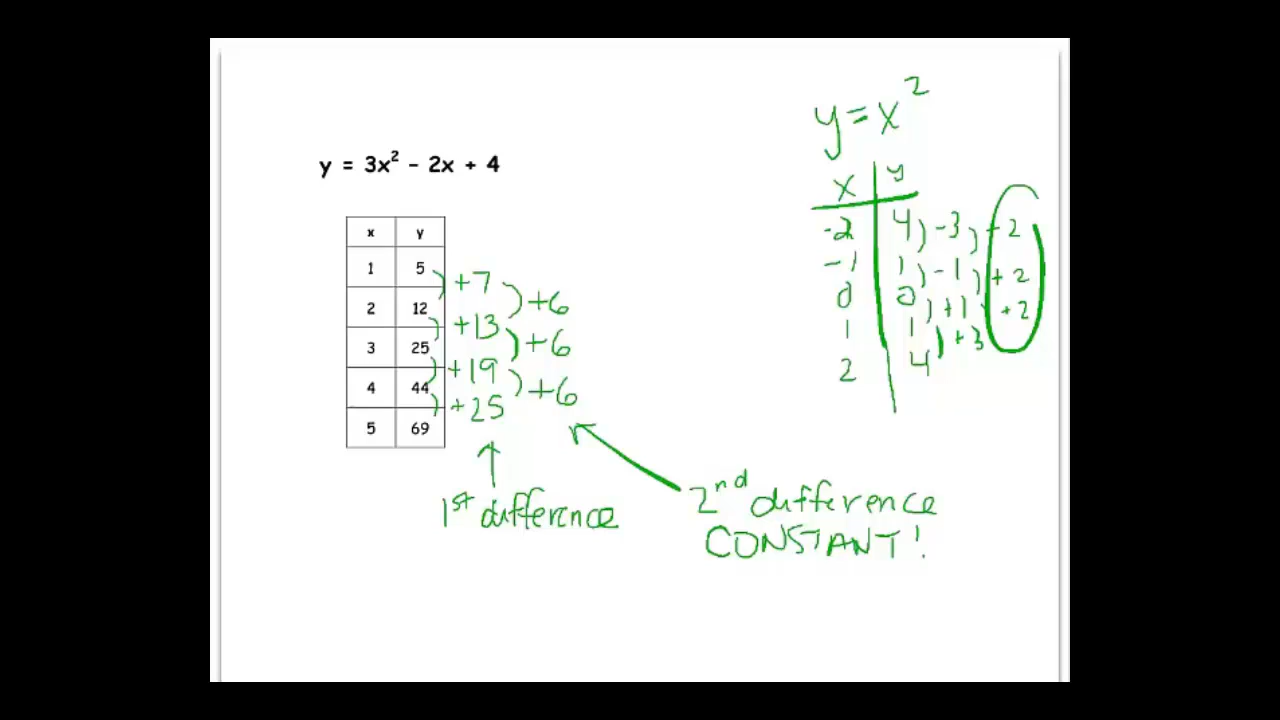 y = x²
y = 3x² - 2x + 4
x y
-2 4 ) -3 ) +2
-1 1 ) -1 ) +2
0 0 ) +1 +2
1 1 ) +3
2 4
x y
1 5
) +7
2 12 ) +6
) +13
3 25 ) +6
) +19
4 44 ) +6
) +25
5 69
1st difference
2nd difference
CONSTANT!